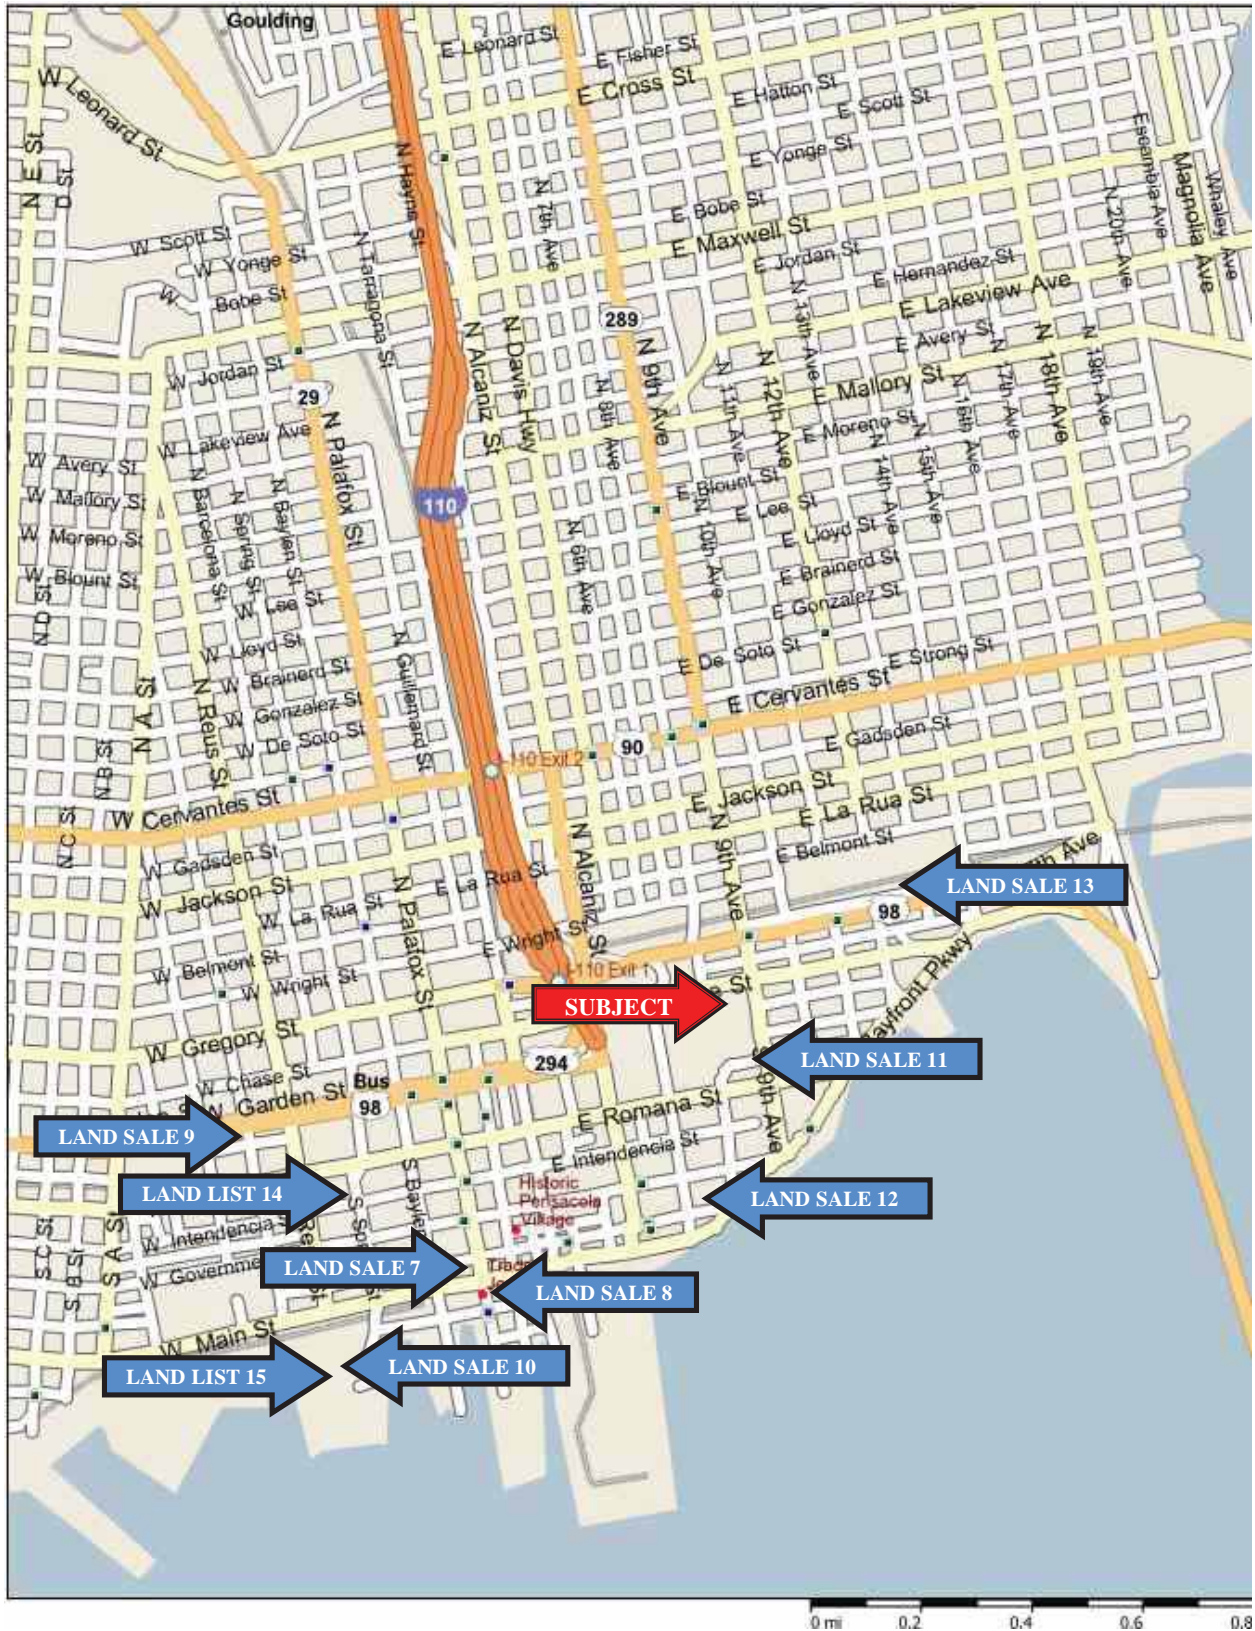 Goulding
E Leonard St
E Fisher St
E Cross St
W Leonard St
E Hatton St
E Scott St
N E St
D St
N Hayne St
E Yonge St
Escambia Ave
Magnolia Ave
Whaley Ave
N 20th Ave
N 7th Ave
E Bobe St
E Maxwell St
W Scott St
W Yonge St
W Bobe St
N Tarragona St
E Jordan St
E Hernandez St
E Lakeview Ave
289
N 13th Ave
E Avery St
N Alcaniz St
N Davis Hwy
N 9th Ave
N 11th Ave
N 12th Ave
N 17th Ave
N 18th Ave
N 19th Ave
W Jordan St
29
N Palafox St
N 8th Ave
E Mallory St
N 16th Ave
E Moreno St
N 14th Ave
N 15th Ave
W Lakeview Ave
W Avery St
W Mallory St
W Moreno St
W Blount St
N Barcelona St
N Spring St
N Baylen St
110
E Blount St
E Lee St
N 10th Ave
E Lloyd St
N 6th Ave
E Brainerd St
E Gonzalez St
W Lee St
N D St
W Lloyd St
N Guillemard St
E De Soto St
E Strong St
W Brainerd St
N Reus St
N A St
E Cervantes St
W Gonzalez St
W De Soto St
N B St
E Gadsden St
90
I-110 Exit 2
E Jackson St
W Cervantes St
E La Rua St
N C St
N 9th Ave
N Alcaniz St
E Belmont St
W Gadsden St
W Jackson St
E La Rua St
N Palafox St
LAND SALE 13
98
W La Rua St
E Wright St
W Belmont St
W Wright St
I-110 Exit 1
Bayfront Pkwy
SUBJECT
W Gregory St
LAND SALE 11
294
W Chase St
W Garden St
Bus
98
E Romana St
S 9th Ave
LAND SALE 9
E Intendencia St
LAND LIST 14
Historic
Pensacola
Village
LAND SALE 12
S Baylen
S C St
S B St
S A St
W Intendencia
W Governme
LAND SALE 7
LAND SALE 8
W Main St
LAND SALE 10
LAND LIST 15
0 mi 0.2 0.4 0.6 0.8